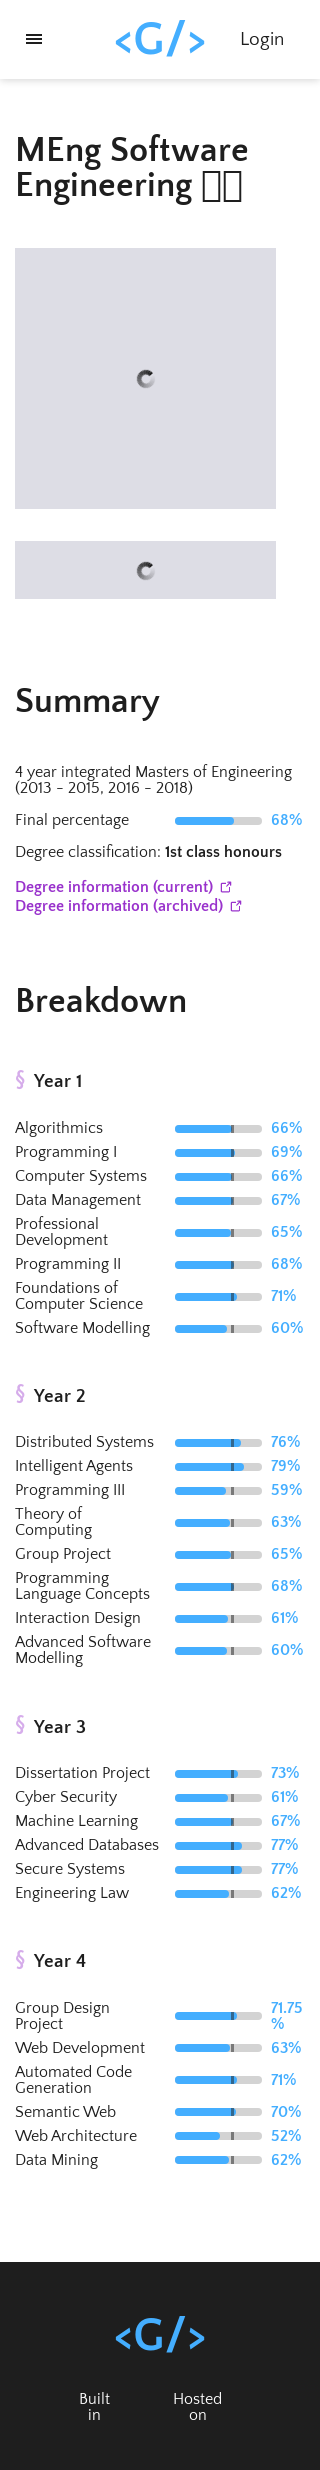 <G/>
Login
MEng Software
Engineering
Summary
4 year integrated Masters of Engineering
(2013 - 2015, 2016 - 2018)
Final percentage 68%
Degree classification: 1st class honours
Degree information (current)
Degree information (archived)
Breakdown
§ Year 1
Algorithmics 66%
Programming I 69%
Computer Systems 66%
Data Management 67%
Professional
Development 65%
Programming II 68%
Foundations of
Computer Science 71%
Software Modelling 60%
§ Year 2
Distributed Systems 76%
Intelligent Agents 79%
Programming III 59%
Theory of
Computing 63%
Group Project 65%
Programming
Language Concepts 68%
Interaction Design 61%
Advanced Software
Modelling 60%
§ Year 3
Dissertation Project 73%
Cyber Security 61%
Machine Learning 67%
Advanced Databases 77%
Secure Systems 77%
Engineering Law 62%
§ Year 4
Group Design 71.75
Project %
Web Development 63%
Automated Code
Generation 71%
Semantic Web 70%
Web Architecture 52%
Data Mining 62%
<G/>
Built
in
Hosted
on